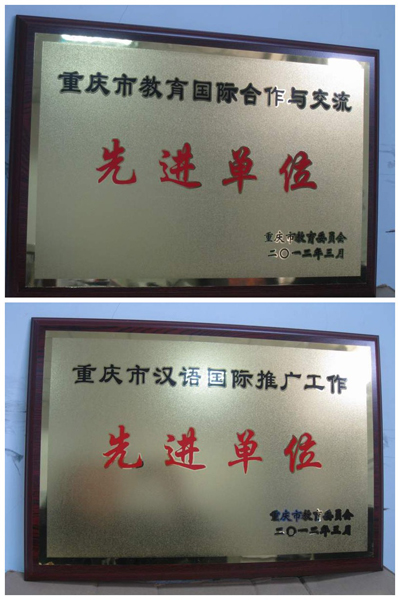 重庆市教育国际合作与交流
先进单位
重庆市教育委员会
二〇一二年三月
重庆市汉语国际推广工作
先进单位
重庆市教育委员会
二〇一二年三月